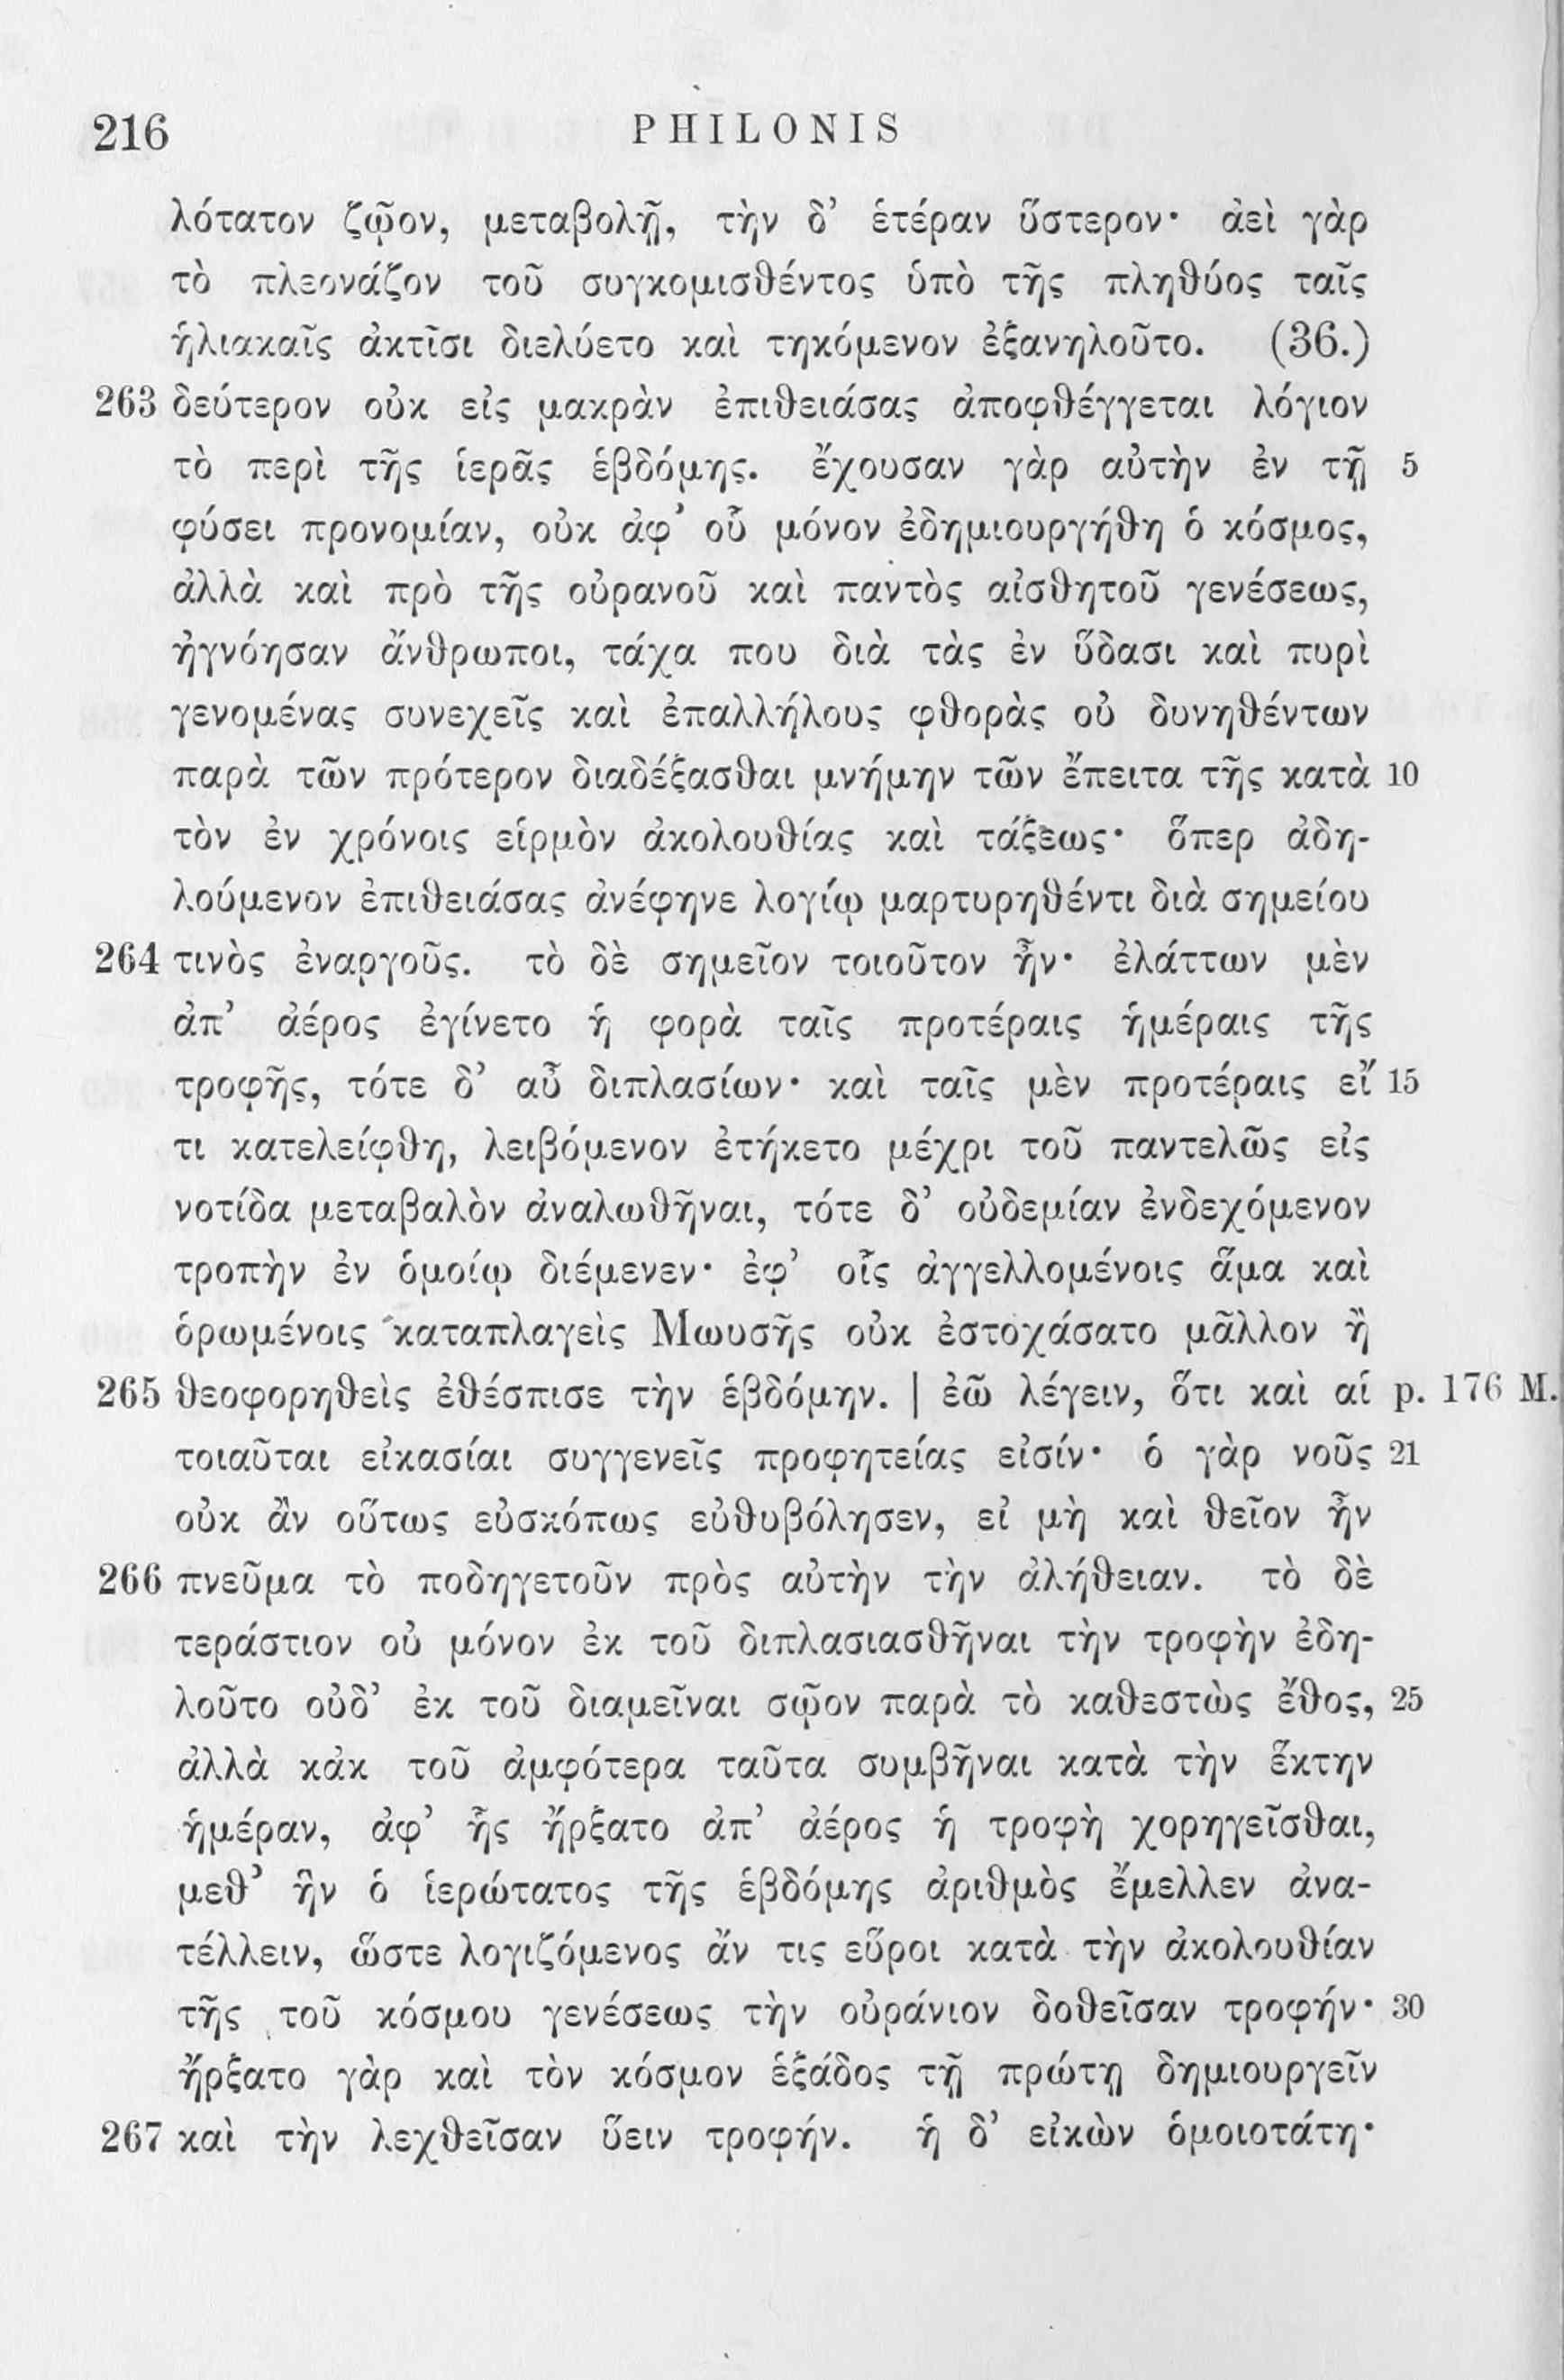 216 PHILONIS
λότατον ζῷον, μεταβολῇ, τὴν δ’ ἑτέραν ὕστερον· ἀεὶ γὰρ
τὸ πλεονάζον τοῦ συγκομισθέντος ὑπὸ τῆς πληθύος ταῖς
ἡλιακαῖς ἀκτῖσι διελύετο καὶ τηκόμενον ἐξανηλοῦτο. (36.)
263 δεύτερον οὐκ εἰς μακρὰν ἐπιθειάσας ἀποφθέγγεται λόγιον
τὸ περὶ τῆς ἱερᾶς ἑβδόμης. ἔχουσαν γὰρ αὐτὴν ἐν τῇ 5
φύσει προνομίαν, οὐκ ἀφ’ οὗ μόνον ἐδημιουργήθη ὁ κόσμος,
ἀλλὰ καὶ πρὸ τῆς οὐρανοῦ καὶ παντὸς αἰσθητοῦ γενέσεως,
ἠγνόησαν ἄνθρωποι, τάχα που διὰ τὰς ἐν ὕδασι καὶ πυρὶ
γενομένας συνεχεῖς καὶ ἐπαλλήλους φθορὰς οὐ δυνηθέντων
παρὰ τῶν πρότερον διαδέξασθαι μνήμην τῶν ἔπειτα τῆς κατὰ 10
τὸν ἐν χρόνοις εἱρμὸν ἀκολουθίας καὶ τάξεως· ὅπερ ἀδη-
λούμενον ἐπιθειάσας ἀνέφηνε λογίῳ μαρτυρηθέντι διὰ σημείου
264 τινὸς ἐναργοῦς. τὸ δὲ σημεῖον τοιοῦτον ἦν· ἐλάττων μὲν
ἀπ’ ἀέρος ἐγίνετο ἡ φορὰ ταῖς προτέραις ἡμέραις τῆς
τροφῆς, τότε δ’ αὖ διπλασίων· καὶ ταῖς μὲν προτέραις εἴ 15
τι κατελείφθη, λειβόμενον ἐτήκετο μέχρι τοῦ παντελῶς εἰς
νοτίδα μεταβαλὸν ἀναλωθῆναι, τότε δ’ οὐδεμίαν ἐνδεχόμενον
τροπὴν ἐν ὁμοίῳ διέμενεν· ἐφ’ οἷς ἀγγελλομένοις ἅμα καὶ
ὁρωμένοις καταπλαγεὶς Μωυσῆς οὐκ ἐστοχάσατο μᾶλλον ἢ
265 θεοφορηθεὶς ἐθέσπισε τὴν ἑβδόμην. | ἐῶ λέγειν, ὅτι καὶ αἱ p. 176 M.
τοιαῦται εἰκασίαι συγγενεῖς προφητείας εἰσίν· ὁ γὰρ νοῦς 21
οὐκ ἂν οὕτως εὐσκόπως εὐθυβόλησεν, εἰ μὴ καὶ θεῖον ἦν
266 πνεῦμα τὸ ποδηγετοῦν πρὸς αὐτὴν τὴν ἀλήθειαν. τὸ δὲ
τεράστιον οὐ μόνον ἐκ τοῦ διπλασιασθῆναι τὴν τροφὴν ἐδη-
λοῦτο οὐδ’ ἐκ τοῦ διαμεῖναι σῷον παρὰ τὸ καθεστὼς ἔθος, 25
ἀλλὰ κἀκ τοῦ ἀμφότερα ταῦτα συμβῆναι κατὰ τὴν ἕκτην
ἡμέραν, ἀφ’ ἧς ἤρξατο ἀπ’ ἀέρος ἡ τροφὴ χορηγεῖσθαι,
μεθ’ ἣν ὁ ἱερώτατος τῆς ἑβδόμης ἀριθμὸς ἔμελλεν ἀνα-
τέλλειν, ὥστε λογιζόμενος ἄν τις εὕροι κατὰ τὴν ἀκολουθίαν
τῆς τοῦ κόσμου γενέσεως τὴν οὐράνιον δοθεῖσαν τροφήν· 30
ἤρξατο γὰρ καὶ τὸν κόσμον ἑξάδος τῇ πρώτῃ δημιουργεῖν
267 καὶ τὴν λεχθεῖσαν ὕειν τροφήν. ἡ δ’ εἰκὼν ὁμοιοτάτη·